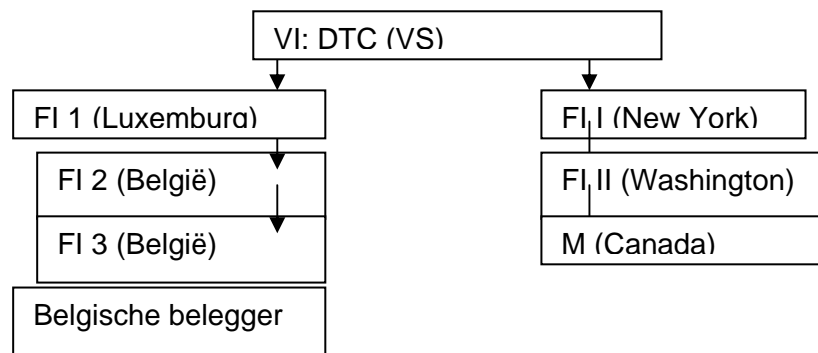 VI: DTC (VS)
FI 1 (Luxemburg)
FI I (New York)
FI 2 (België)
FI II (Washington)
FI 3 (België)
M (Canada)
Belgische belegger